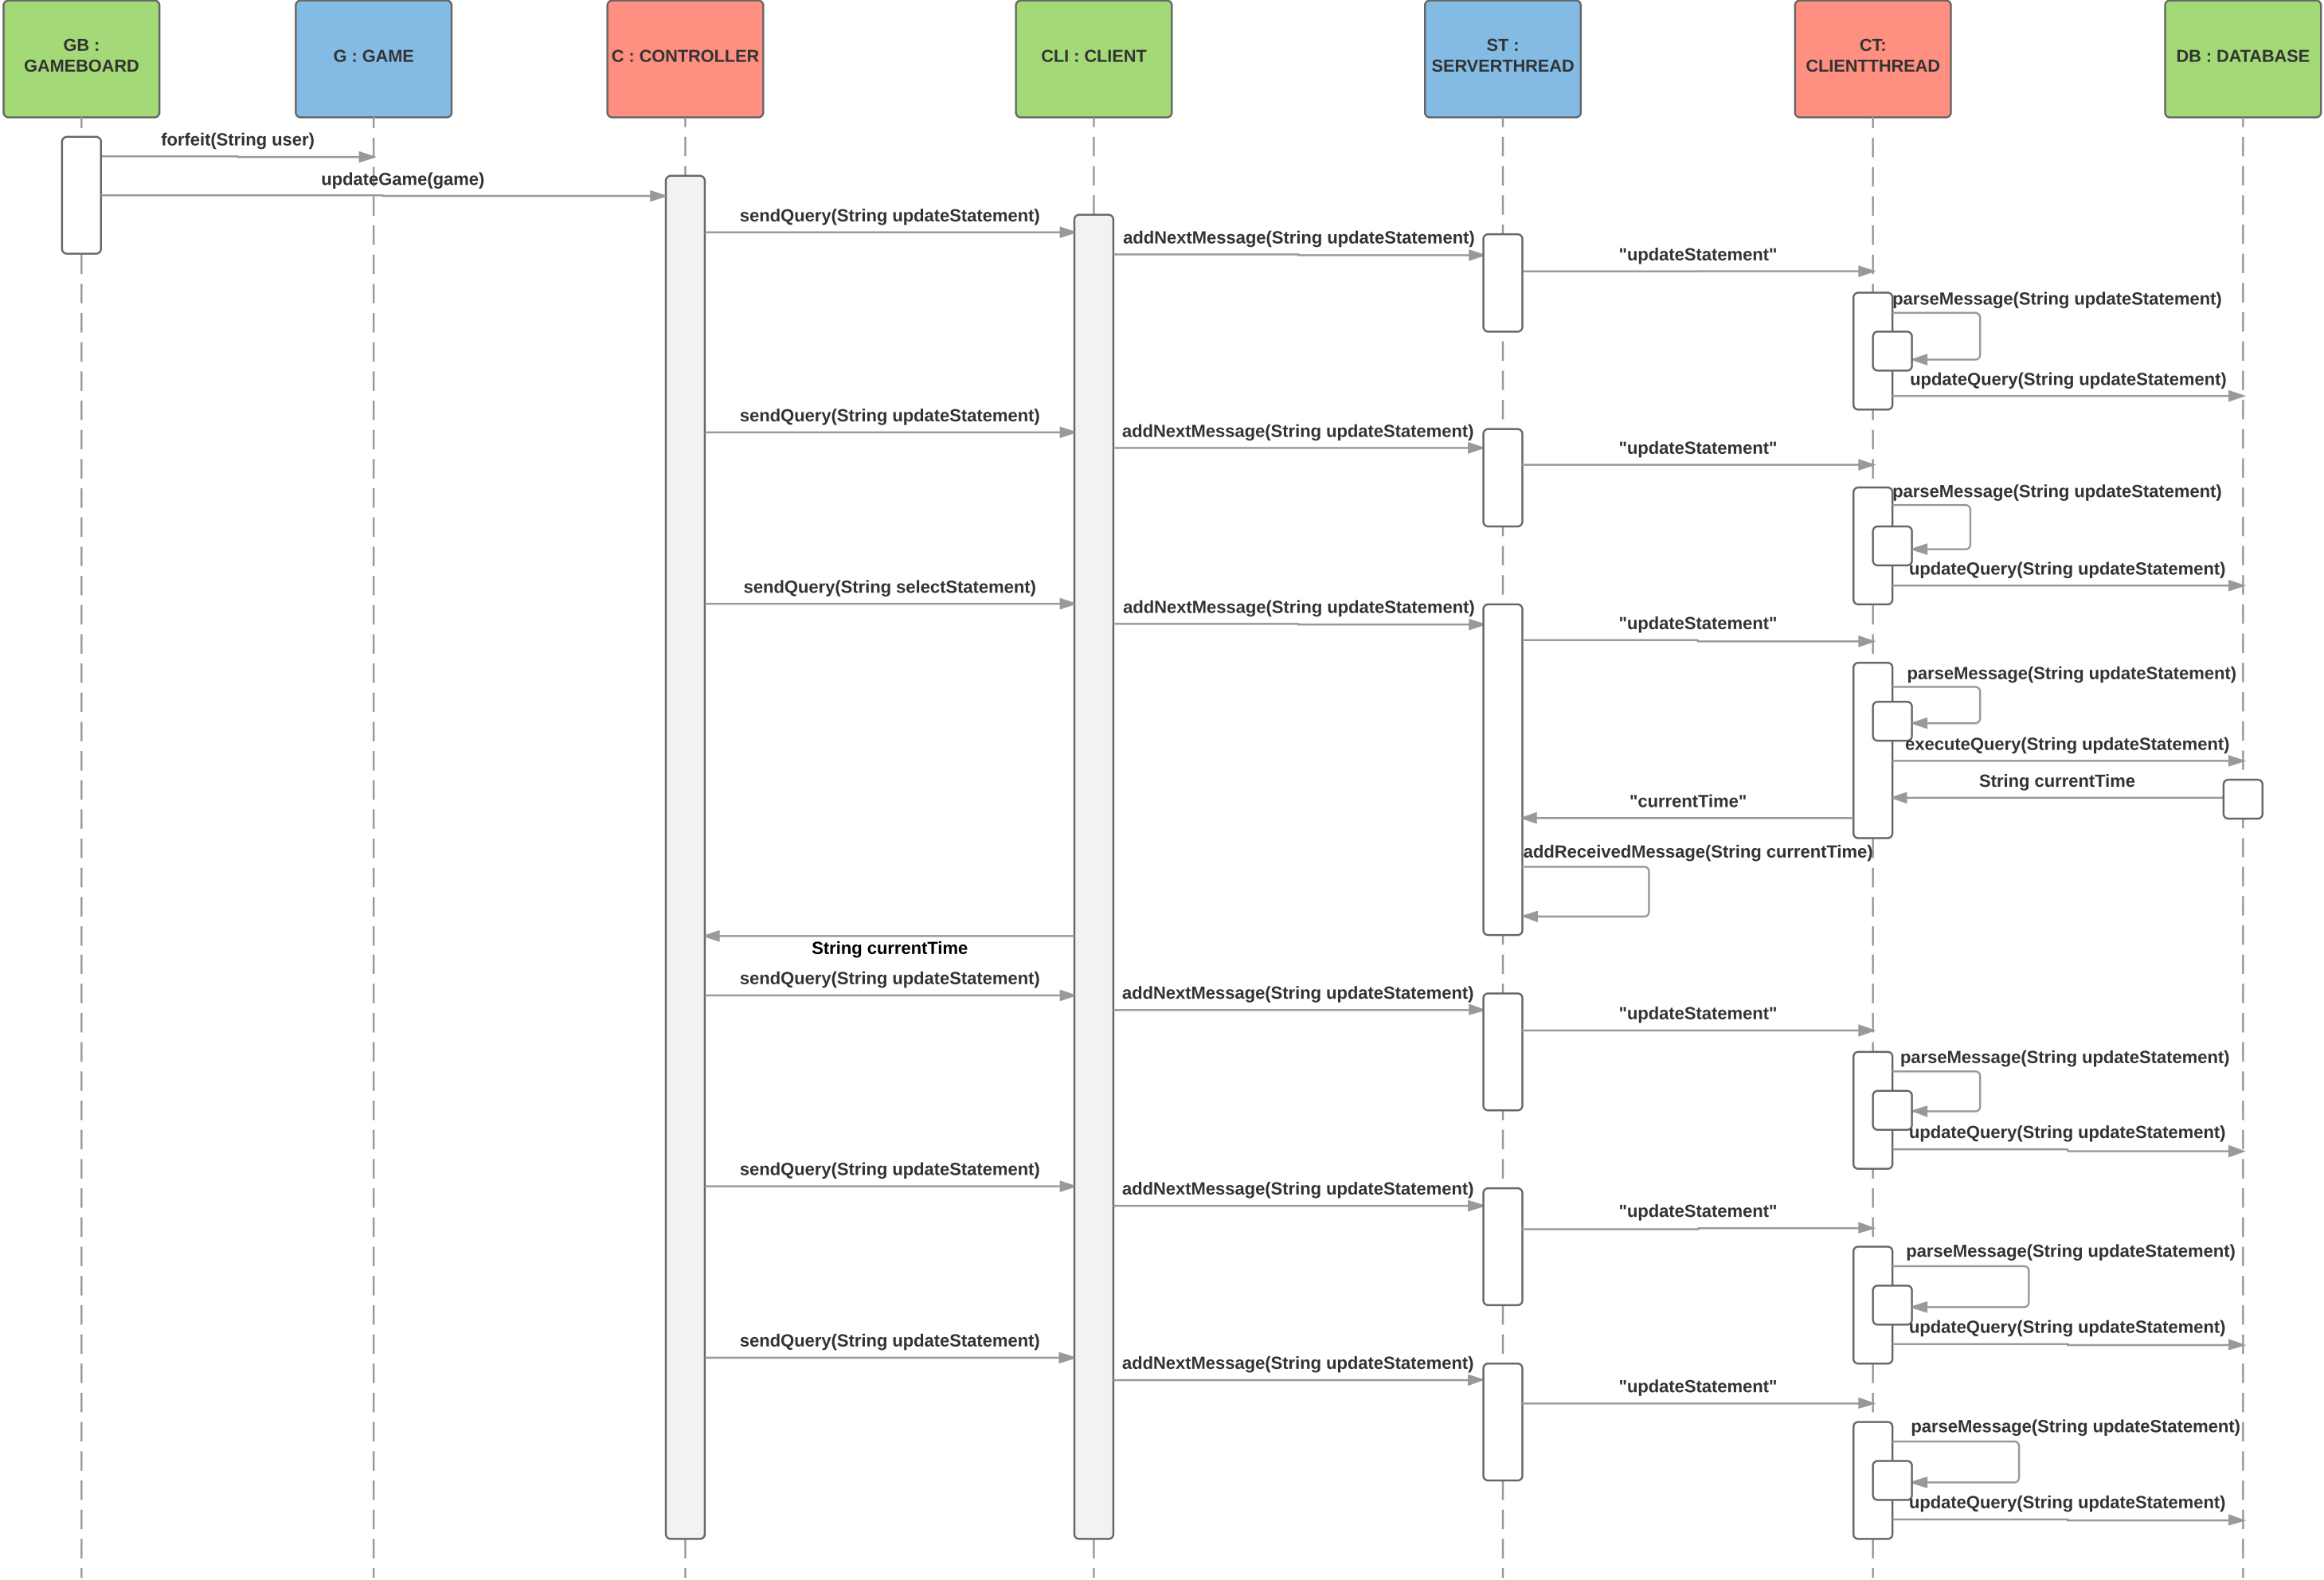 GB :
GAMEBOARD
G : GAME
C : CONTROLLER
CLI : CLIENT
ST :
SERVERTHREAD
CT:
CLIENTTHREAD
DB : DATABASE
forfeit(String user)
updateGame(game)
sendQuery(String updateStatement)
addNextMessage(String updateStatement)
"updateStatement"
parseMessage(String updateStatement)
updateQuery(String updateStatement)
sendQuery(String updateStatement)
addNextMessage(String updateStatement)
"updateStatement"
parseMessage(String updateStatement)
updateQuery(String updateStatement)
sendQuery(String selectStatement)
addNextMessage(String updateStatement)
"updateStatement"
parseMessage(String updateStatement)
executeQuery(String updateStatement)
String currentTime
"currentTime"
addReceivedMessage(String currentTime)
String currentTime
sendQuery(String updateStatement)
addNextMessage(String updateStatement)
"updateStatement"
parseMessage(String updateStatement)
updateQuery(String updateStatement)
sendQuery(String updateStatement)
addNextMessage(String updateStatement)
"updateStatement"
parseMessage(String updateStatement)
updateQuery(String updateStatement)
sendQuery(String updateStatement)
addNextMessage(String updateStatement)
"updateStatement"
parseMessage(String updateStatement)
updateQuery(String updateStatement)